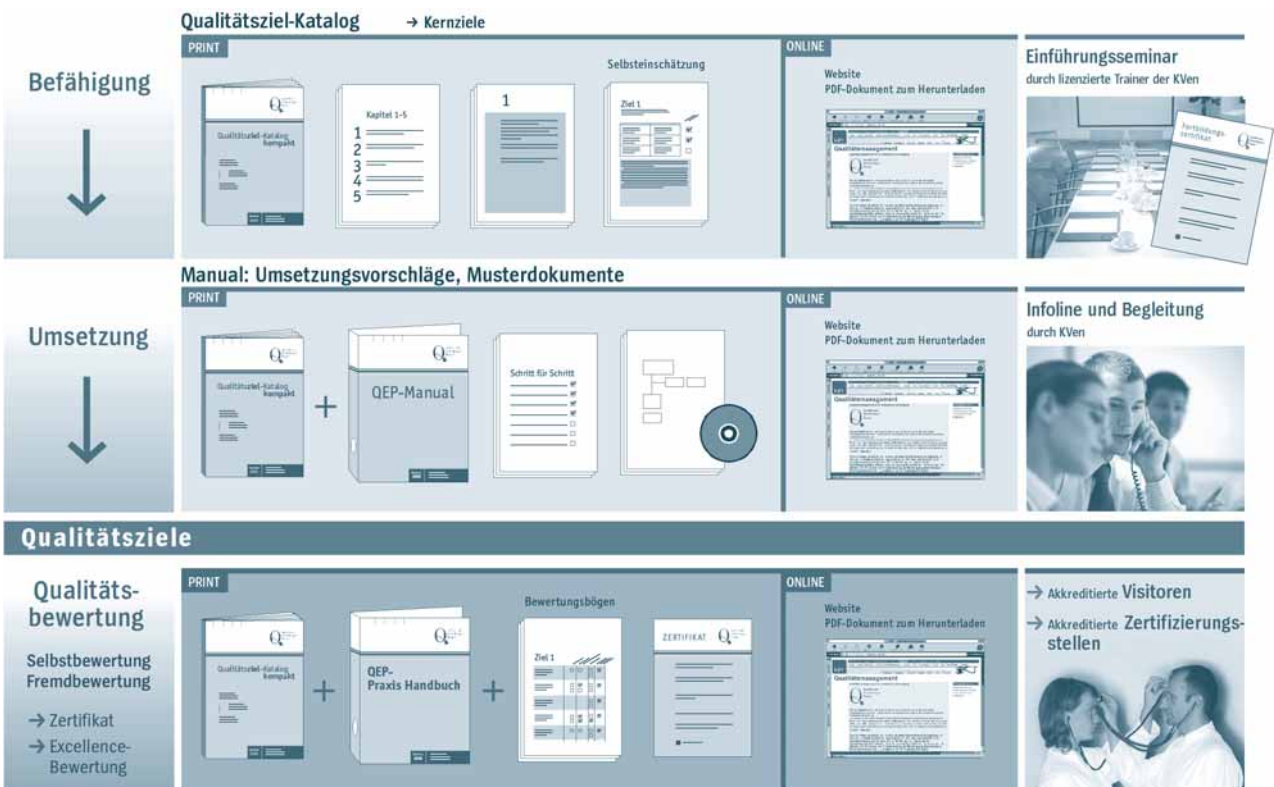 Qualitätsziel-Katalog → Kernziele
Befähigung
PRINT
Qualitätsziel-Katalog
kompakt
Kapitel 1-5
1
2
3
4
5
1
Selbsteinschätzung
Ziel 1
ONLINE
Website
PDF-Dokument zum Herunterladen
Qualitätsmanagement
Einführungsseminar
durch lizenzierte Trainer der KVen
Fortbildungs-
zertifikat
Manual: Umsetzungsvorschläge, Musterdokumente
Umsetzung
PRINT
Qualitätsziel-Katalog
kompakt
+
QEP-Manual
Schritt für Schritt
ONLINE
Website
PDF-Dokument zum Herunterladen
Qualitätsmanagement
Infoline und Begleitung
durch KVen
Qualitätsziele
Qualitäts-
bewertung
Selbstbewertung
Fremdbewertung
→ Zertifikat
→ Excellence-
Bewertung
PRINT
Qualitätsziel-Katalog
kompakt
+
QEP-
Praxis Handbuch
+
Bewertungsbögen
Ziel 1
ZERTIFIKAT
ONLINE
Website
PDF-Dokument zum Herunterladen
Qualitätsmanagement
→ Akkreditierte Visitoren
→ Akkreditierte Zertifizierungs-
stellen